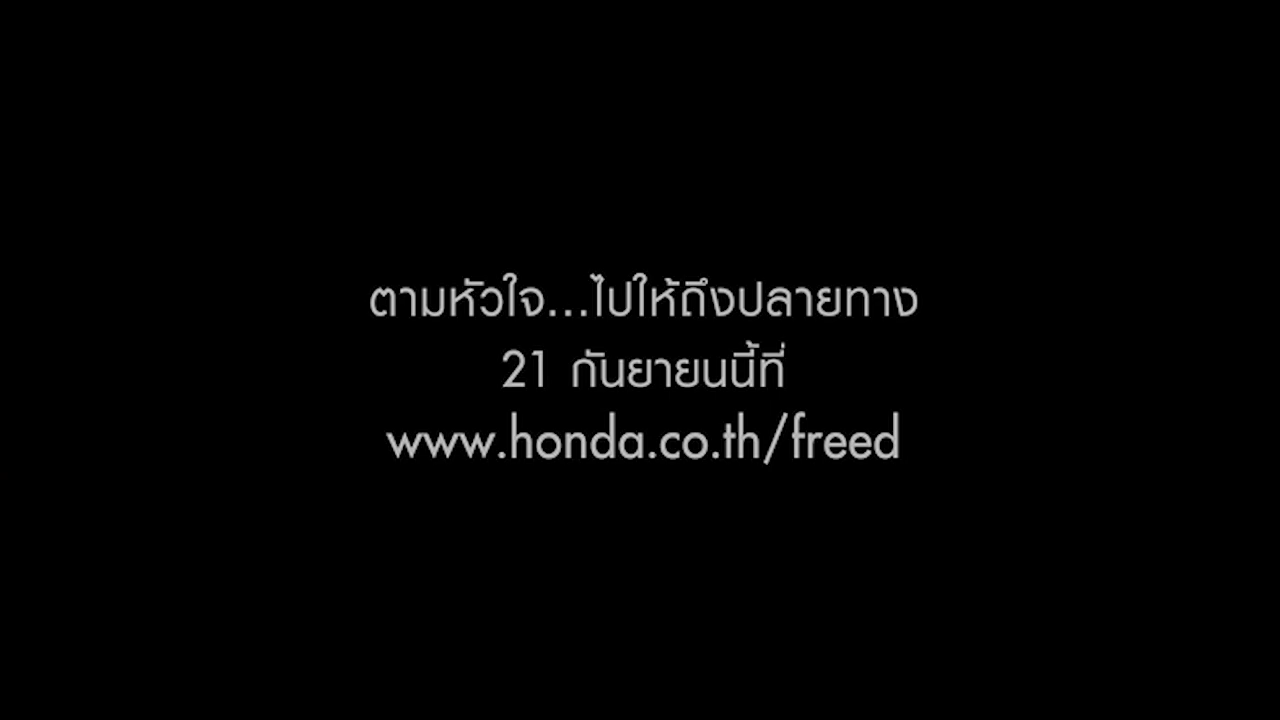 ตามหัวใจ...ไปให้ถึงปลายทาง
21 กันยายนนี้ที่
www.honda.co.th/freed